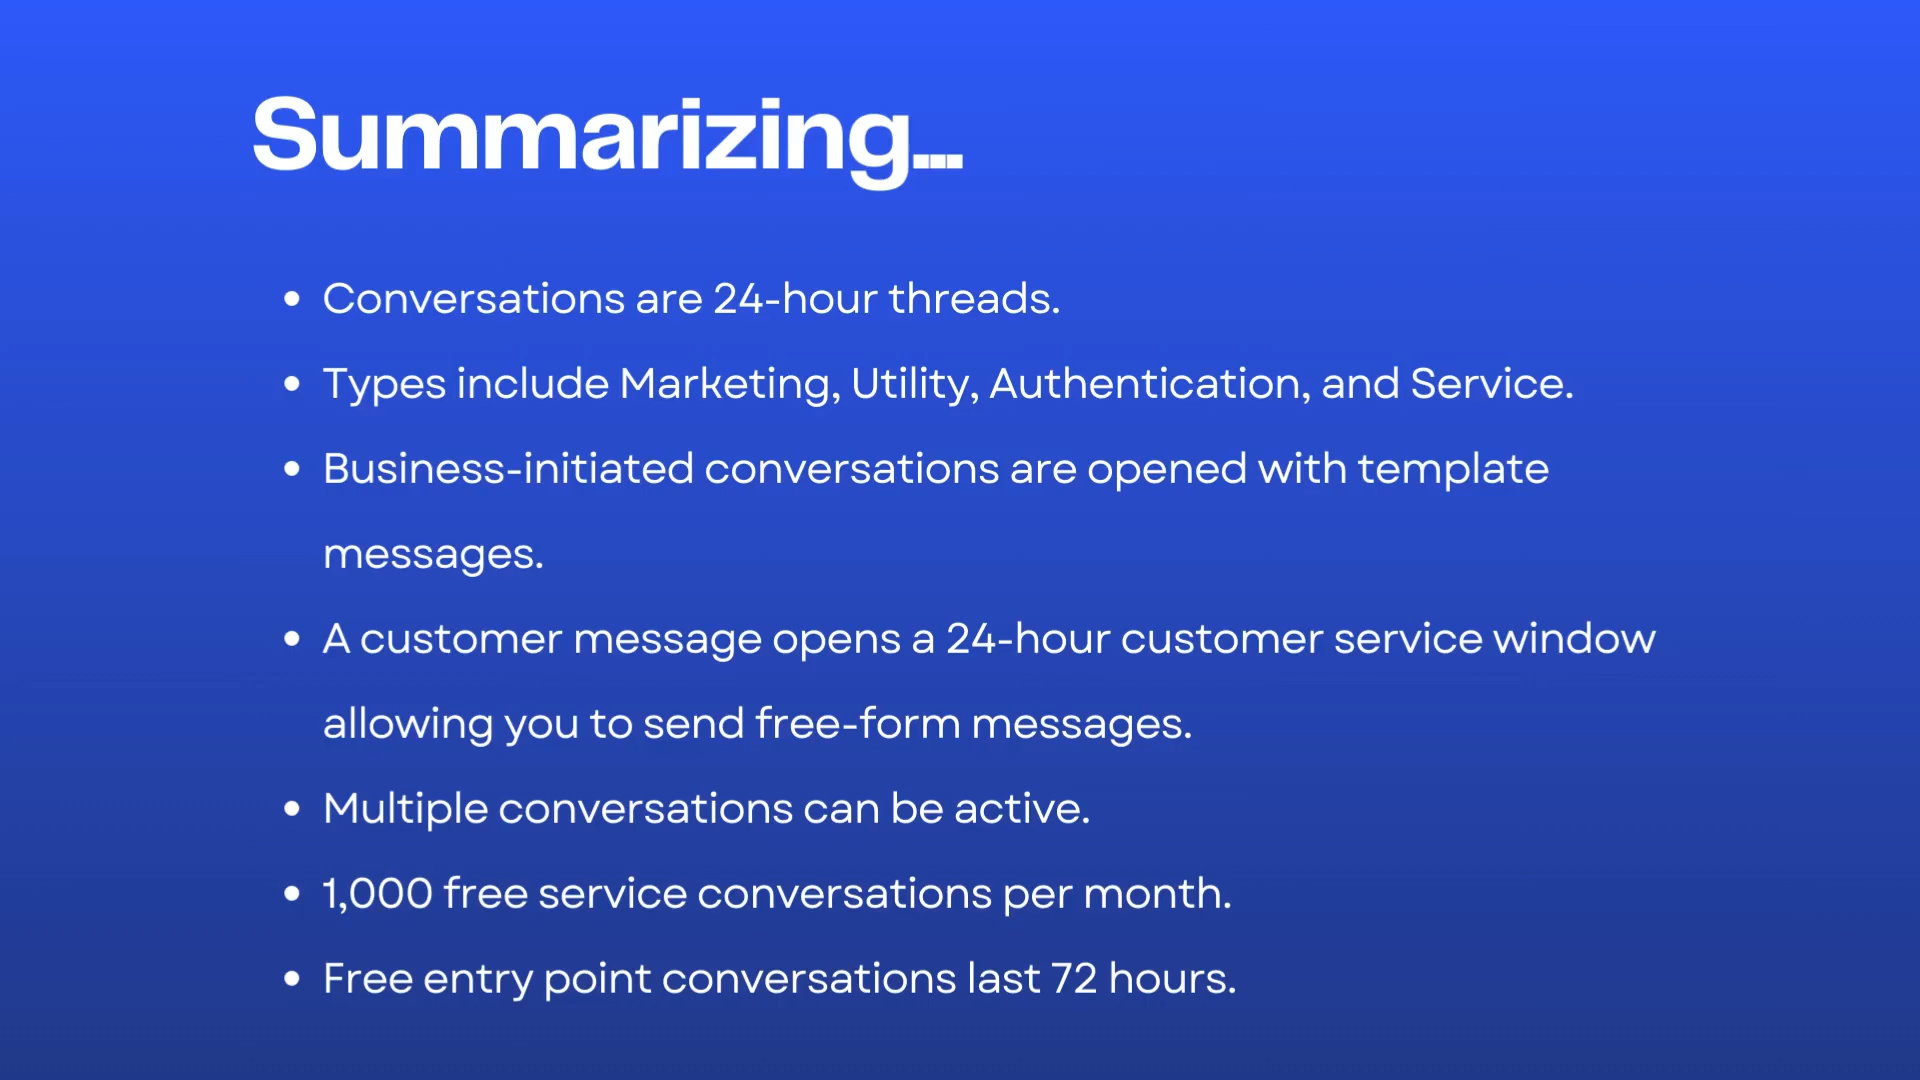 Summarizing...
• Conversations are 24-hour threads.
• Types include Marketing, Utility, Authentication, and Service.
• Business-initiated conversations are opened with template
messages.
• A customer message opens a 24-hour customer service window
allowing you to send free-form messages.
• Multiple conversations can be active.
• 1,000 free service conversations per month.
• Free entry point conversations last 72 hours.